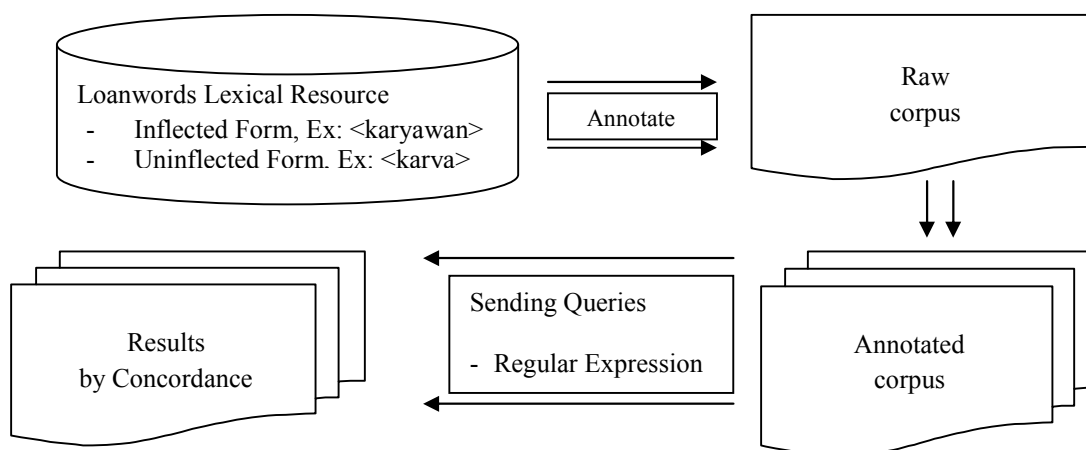 Loanwords Lexical Resource
- Inflected Form, Ex: <karyawan>
- Uninflected Form. Ex: <karva>
Annotate
Raw
corpus
Sending Queries
- Regular Expression
Results
by Concordance
Annotated
corpus